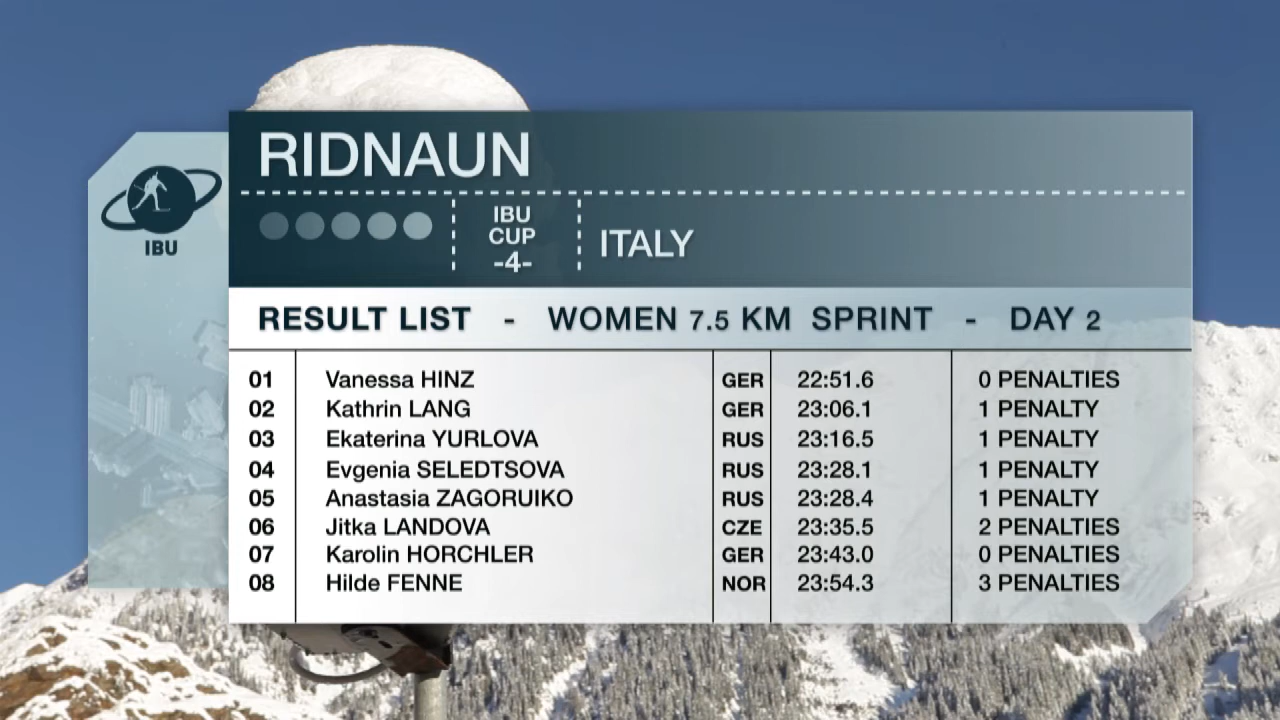 RIDNAUN
IBU
IBU
CUP
-4-
ITALY
RESULT LIST - WOMEN 7.5 KM SPRINT - DAY 2
01 Vanessa HINZ GER 22:51.6 0 PENALTIES
02 Kathrin LANG GER 23:06.1 1 PENALTY
03 Ekaterina YURLOVA RUS 23:16.5 1 PENALTY
04 Evgenia SELEDTSOVA RUS 23:28.1 1 PENALTY
05 Anastasia ZAGORUIKO RUS 23:28.4 1 PENALTY
06 Jitka LANDOVA CZE 23:35.5 2 PENALTIES
07 Karolin HORCHLER GER 23:43.0 0 PENALTIES
08 Hilde FENNE NOR 23:54.3 3 PENALTIES